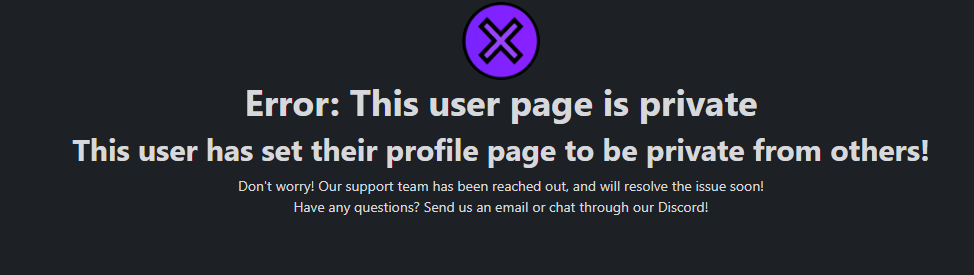 Error: This user page is private
This user has set their profile page to be private from others!
Don't worry! Our support team has been reached out, and will resolve the issue soon!
Have any questions? Send us an email or chat through our Discord!